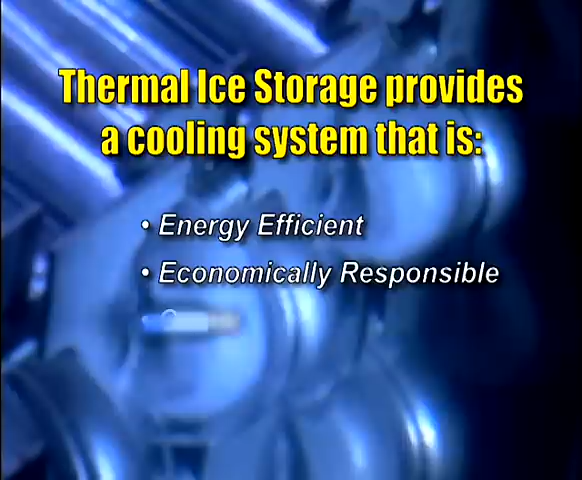 Thermal Ice Storage provides
a cooling system that is:
• Energy Efficient
• Economically Responsible